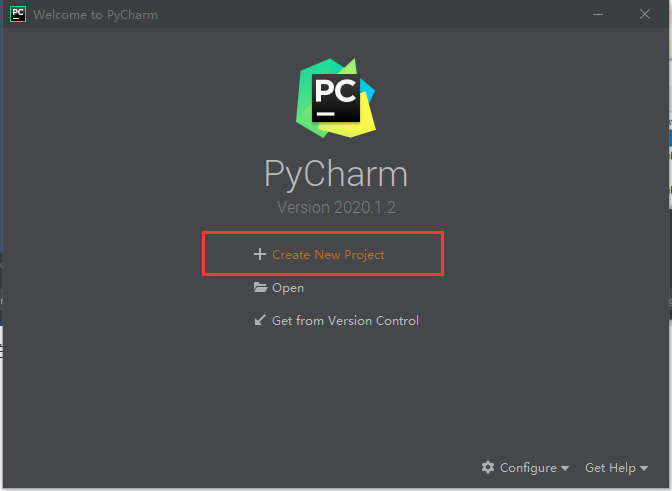 PC Welcome to PyCharm
PC
PyCharm
Version 2020.1.2
Create New Project
Open
Get from Version Control
Configure
Get Help